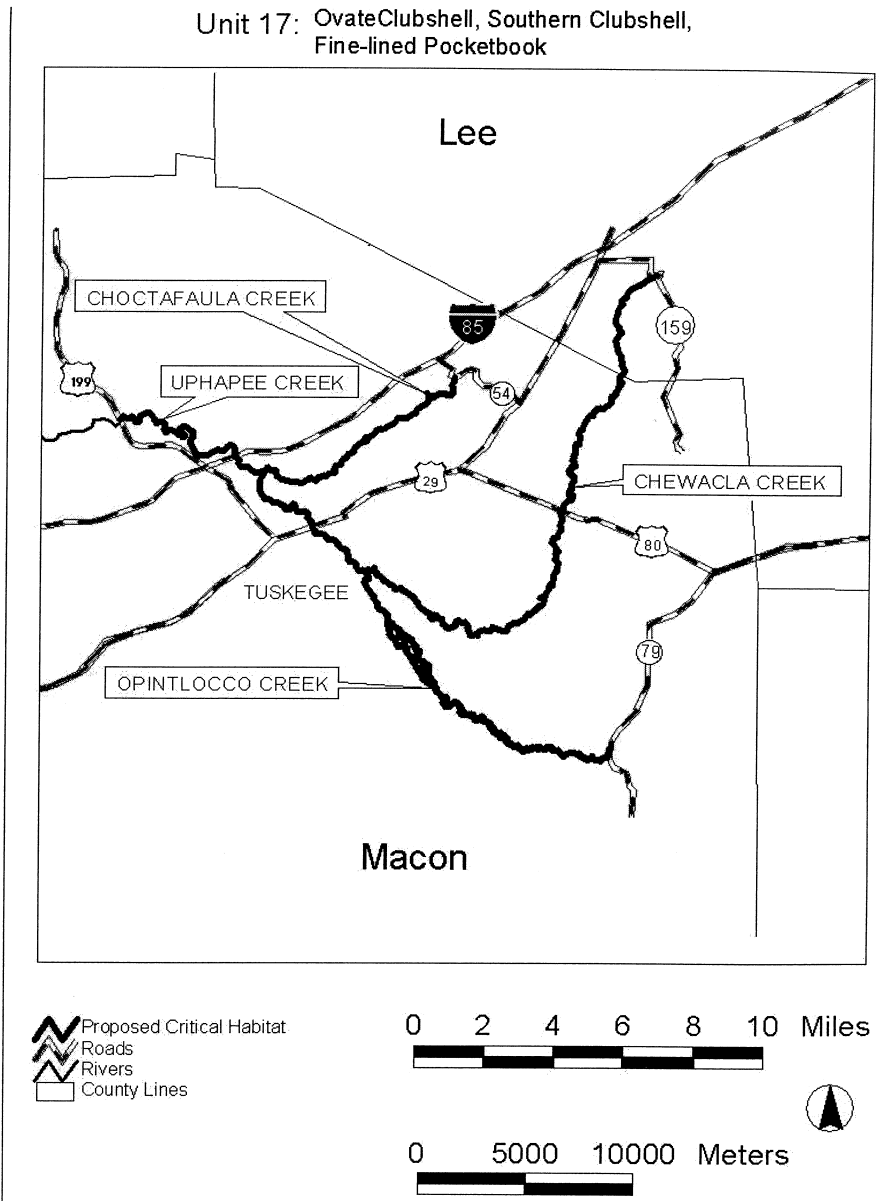 Unit 17: OvateClubshell, Southern Clubshell,
Fine-lined Pocketbook
Lee
CHOCTAFAULA CREEK
85
159
199
UPHAPEE CREEK
54
29
CHEWACLA CREEK
80
TUSKEGEE
79
OPINTLOCCO CREEK
Macon
Proposed Critical Habitat
Roads
Rivers
County Lines
0 2 4 6 8 10 Miles
0 5000 10000 Meters